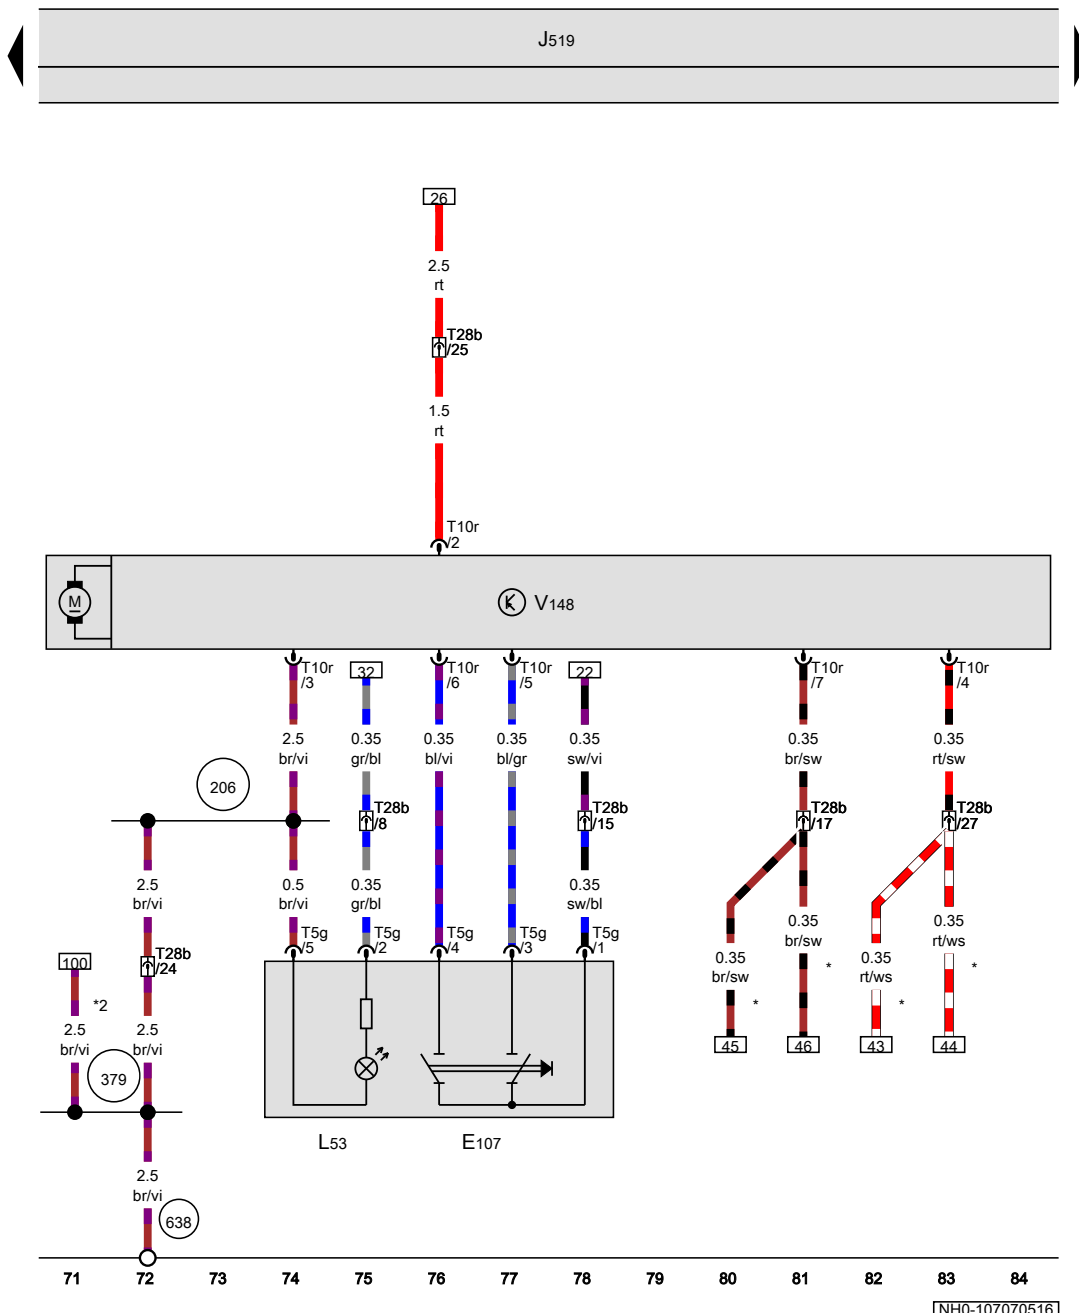 J519
26
2.5
rt
T28b
/25
1.5
rt
T10r
/2
M
V148
T10r
/3
32
T10r
/6
T10r
/5
22
T10r
/7
T10r
/4
2.5
br/vi
0.35
gr/bl
0.35
bl/vi
0.35
bl/gr
0.35
sw/vi
0.35
br/sw
0.35
rt/sw
206
T28b
/8
T28b
/15
T28b
/17
T28b
/27
2.5
br/vi
0.5
br/vi
0.35
gr/bl
0.35
sw/bl
0.35
br/sw
0.35
rt/ws
T28b
/24
T5g
/5
T5g
/2
T5g
/4
T5g
/3
T5g
/1
100
*2
0.35
br/sw
*
*
0.35
rt/ws
*
*
2.5
br/vi
2.5
br/vi
45
46
43
44
379
L53
E107
2.5
br/vi
638
71 72 73 74 75 76 77 78 79 80 81 82 83 84
NH0-107070516